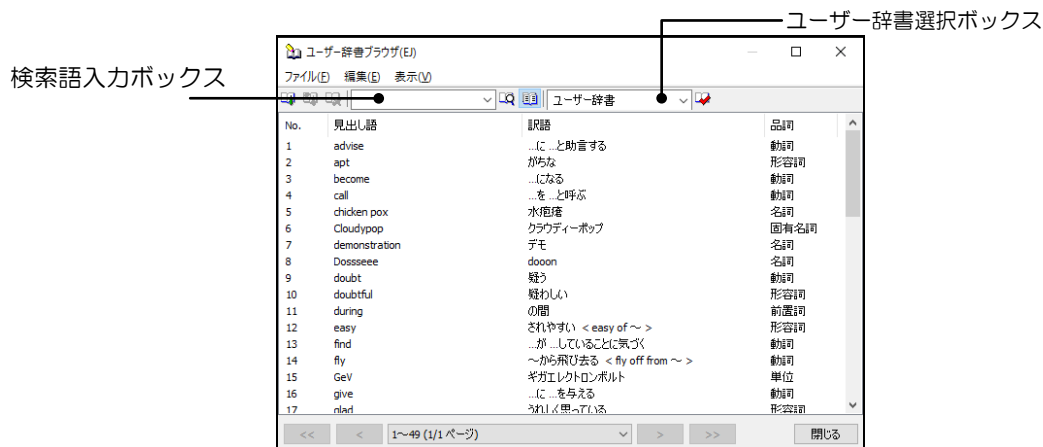 ユーザー辞書選択ボックス
検索語入力ボックス
ユーザー辞書ブラウザ(EJ)
ファイル(F) 編集(E) 表示(V)
ユーザー辞書
No. 見出し語 訳語 品詞
1 advise …に …と助言する 動詞
2 apt がちな 形容詞
3 become …になる 動詞
4 call …を …と呼ぶ 動詞
5 chicken pox 水疱瘡 名詞
6 Cloudypop クラウディーポップ 固有名詞
7 demonstration デモ 名詞
8 Dossseee dooon 名詞
9 doubt 疑う 動詞
10 doubtful 疑わしい 形容詞
11 during の間 前置詞
12 easy されやすい < easy of ～ > 形容詞
13 find …が …していることに気づく 動詞
14 fly ～から飛び去る < fly off from ～ > 動詞
15 GeV ギガエレクトロンボルト 単位
16 give …に …を与える 動詞
17 glad うれしく思っている 形容詞
<< < 1～49 (1/1 ページ) > >> 閉じる